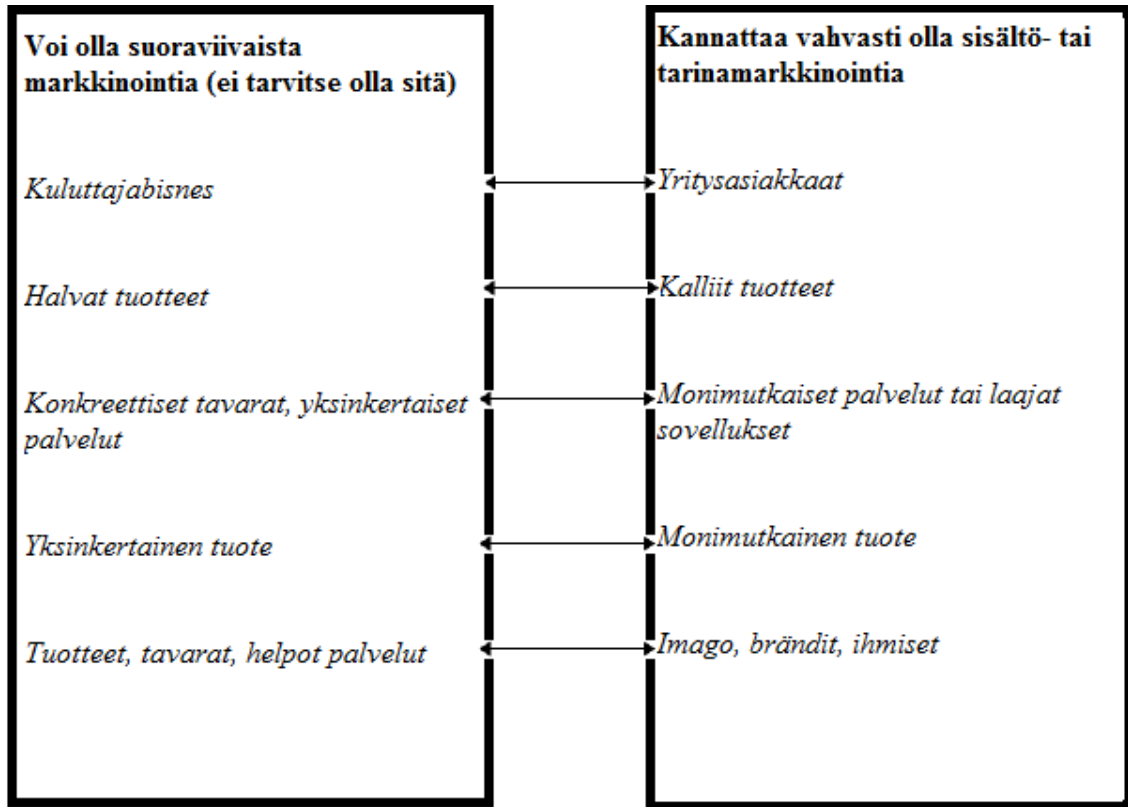 Voi olla suoraviivaista
markkinointia (ei tarvitse olla sitä)
Kuluttajabisnes
Halvat tuotteet
Konkreettiset tavarat, yksinkertaiset
palvelut
Yksinkertainen tuote
Tuotteet, tavarat, helpot palvelut
Kannattaa vahvasti olla sisältö- tai
tarinamarkkinointia
Yritysasiakkaat
Kalliit tuotteet
Monimutkaiset palvelut tai laajat
sovellukset
Monimutkainen tuote
Imago, brändit, ihmiset